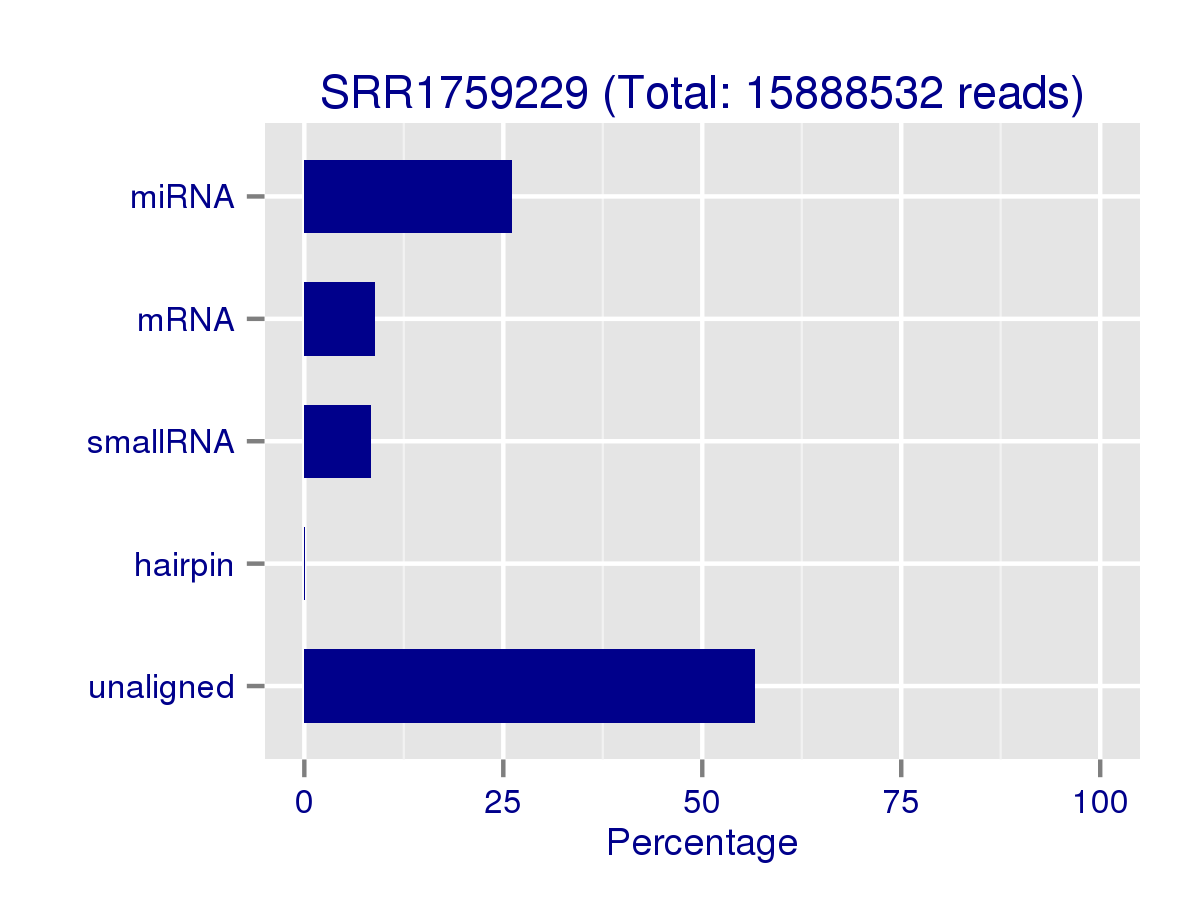 SRR1759229 (Total: 15888532 reads)
miRNA
mRNA
smallRNA
hairpin
unaligned
0 25 50 75 100
Percentage